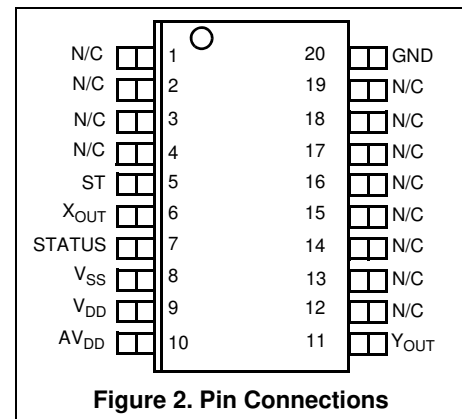 N/C 1 20 GND
N/C 2 19 N/C
N/C 3 18 N/C
N/C 4 17 N/C
ST 5 16 N/C
XOUT 6 15 N/C
STATUS 7 14 N/C
VSS 8 13 N/C
VDD 9 12 N/C
AVDD 10 11 YOUT
Figure 2. Pin Connections